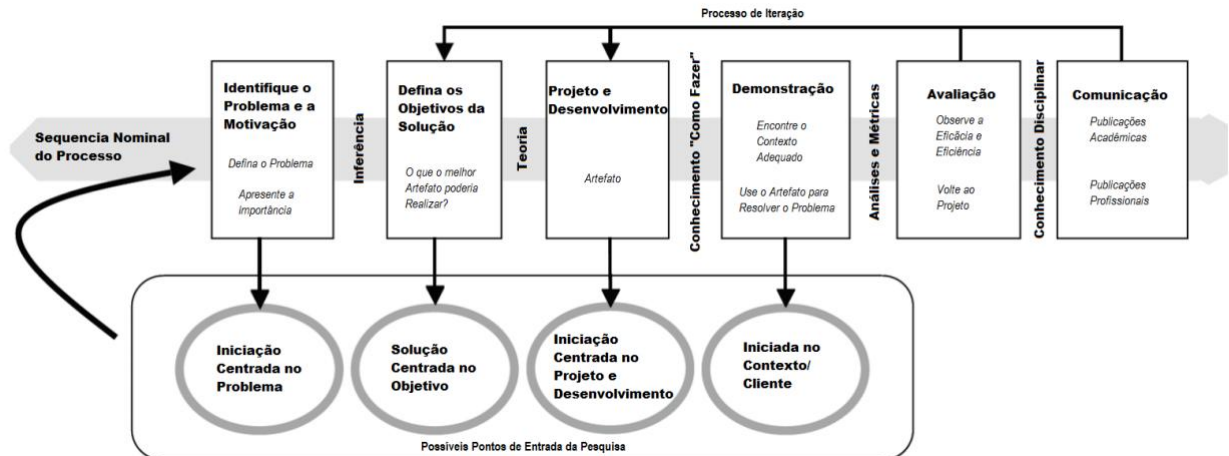 Processo de Iteração
Sequencia Nominal
do Processo
Identifique o
Problema e a
Motivação
Defina o Problema
Apresente a
Importância
Inferência
Defina os
Objetivos da
Solução
O que o melhor
Artefato poderia
Realizar?
Teoria
Projeto e
Desenvolvimento
Artefato
Conhecimento "Como Fazer"
Demonstração
Encontre o
Contexto
Adequado
Use o Artefato para
Resolver o Problema
Análises e Métricas
Avaliação
Observe a
Eficâcia e
Eficiência
Volte ao
Projeto
Conhecimento Disciplinar
Comunicação
Publicações
Acadêmicas
Publicações
Profissionais
Iniciação
Centrada no
Problema
Solução
Centrada no
Objetivo
Iniciação
Centrada no
Projeto e
Desenvolvimento
Iniciada no
Contexto/
Cliente
Possíveis Pontos de Entrada da Pesquisa